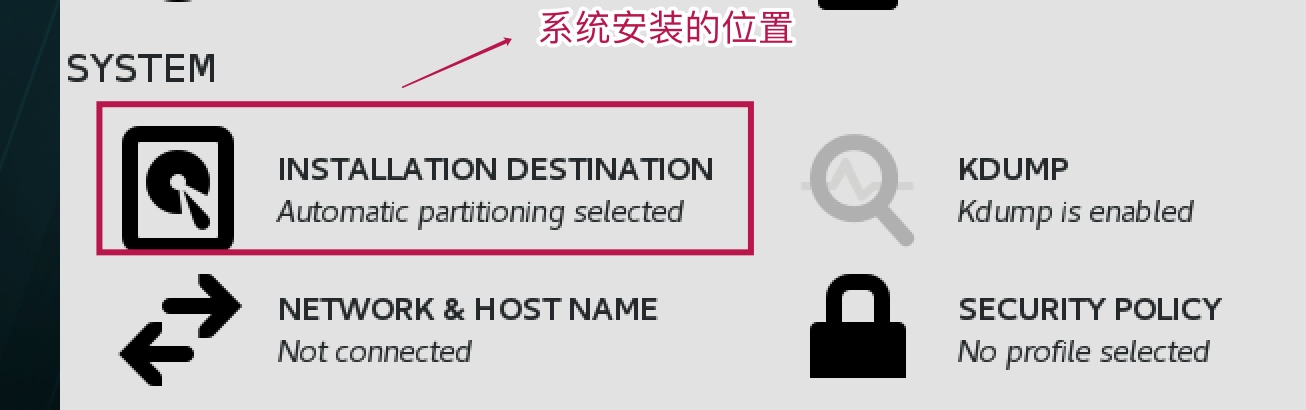 系统安装的位置
SYSTEM
INSTALLATION DESTINATION
Automatic partitioning selected
KDUMP
Kdump is enabled
NETWORK & HOST NAME
Not connected
SECURITY POLICY
No profile selected